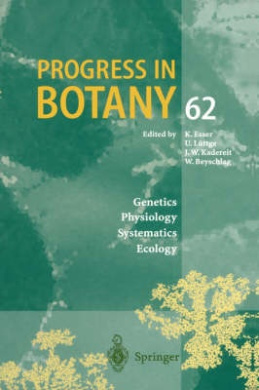 PROGRESS IN
BOTANY 62
Edited by K. Esser
U. Lüttge
J.W. Kadereit
W. Beyschlag
Genetics
Physiology
Systematics
Ecology
Springer